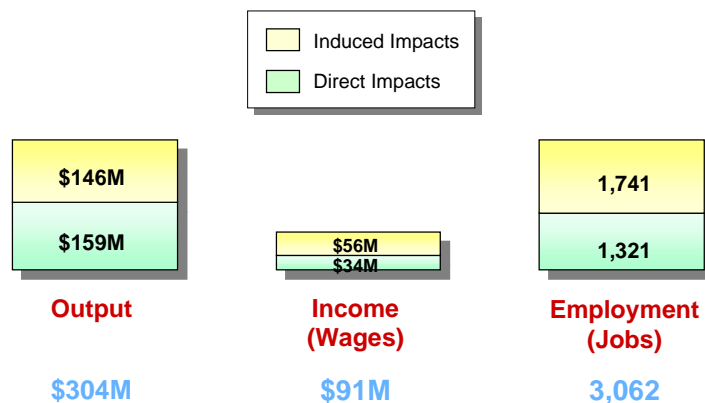 Induced Impacts
Direct Impacts
$146M
$159M
$56M
$34M
1,741
1,321
Output
Income
(Wages)
Employment
(Jobs)
$304M
$91M
3,062